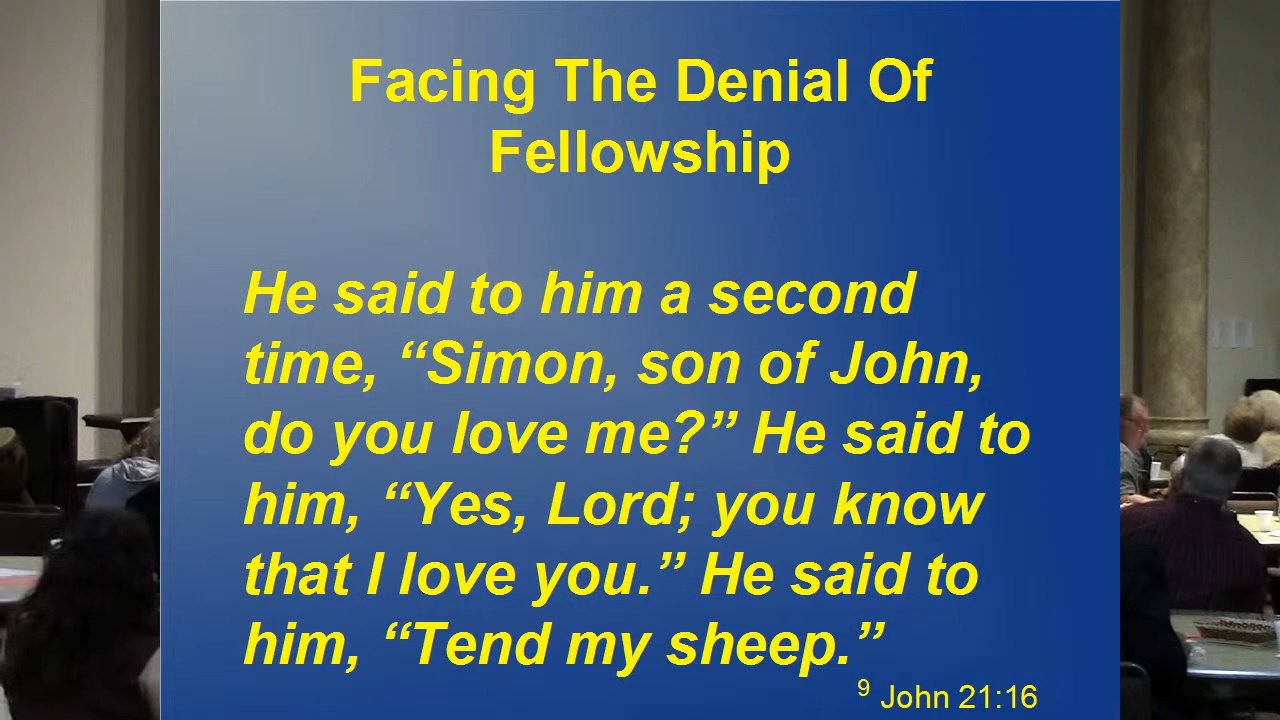 Facing The Denial Of
Fellowship
He said to him a second
time, “Simon, son of John,
do you love me?” He said to
him, “Yes, Lord; you know
that I love you.” He said to
him, “Tend my sheep.”
9 John 21:16